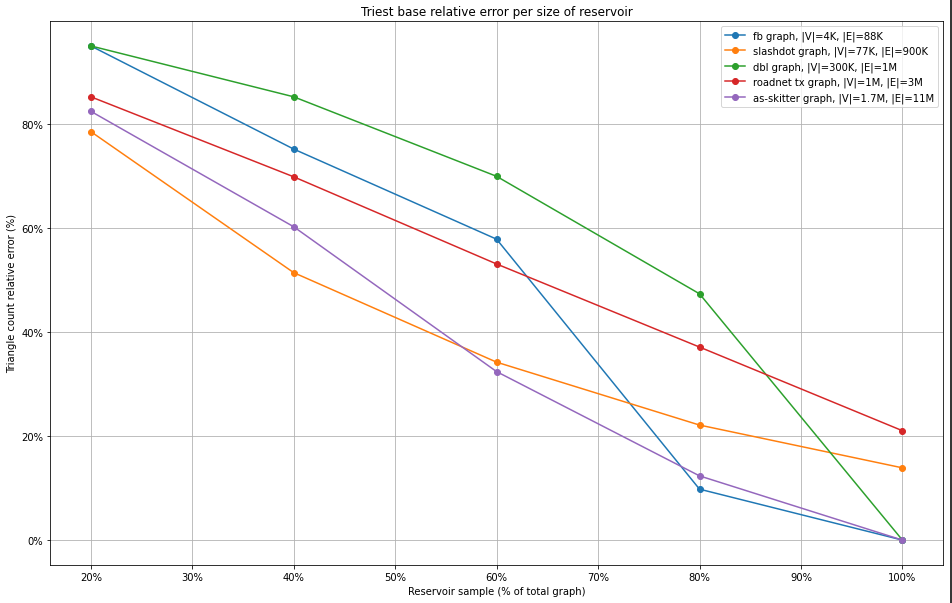 Triest base relative error per size of reservoir
fb graph, |V|=4K, |E|=88K
slashdot graph, |V|=77K, |E|=900K
dbl graph, |V|=300K, |E|=1M
roadnet tx graph, |V|=1M, |E|=3M
as-skitter graph, |V|=1.7M, |E|=11M
Triangle count relative error (%)
80%
60%
40%
20%
0%
20% 30% 40% 50% 60% 70% 80% 90% 100%
Reservoir sample (% of total graph)